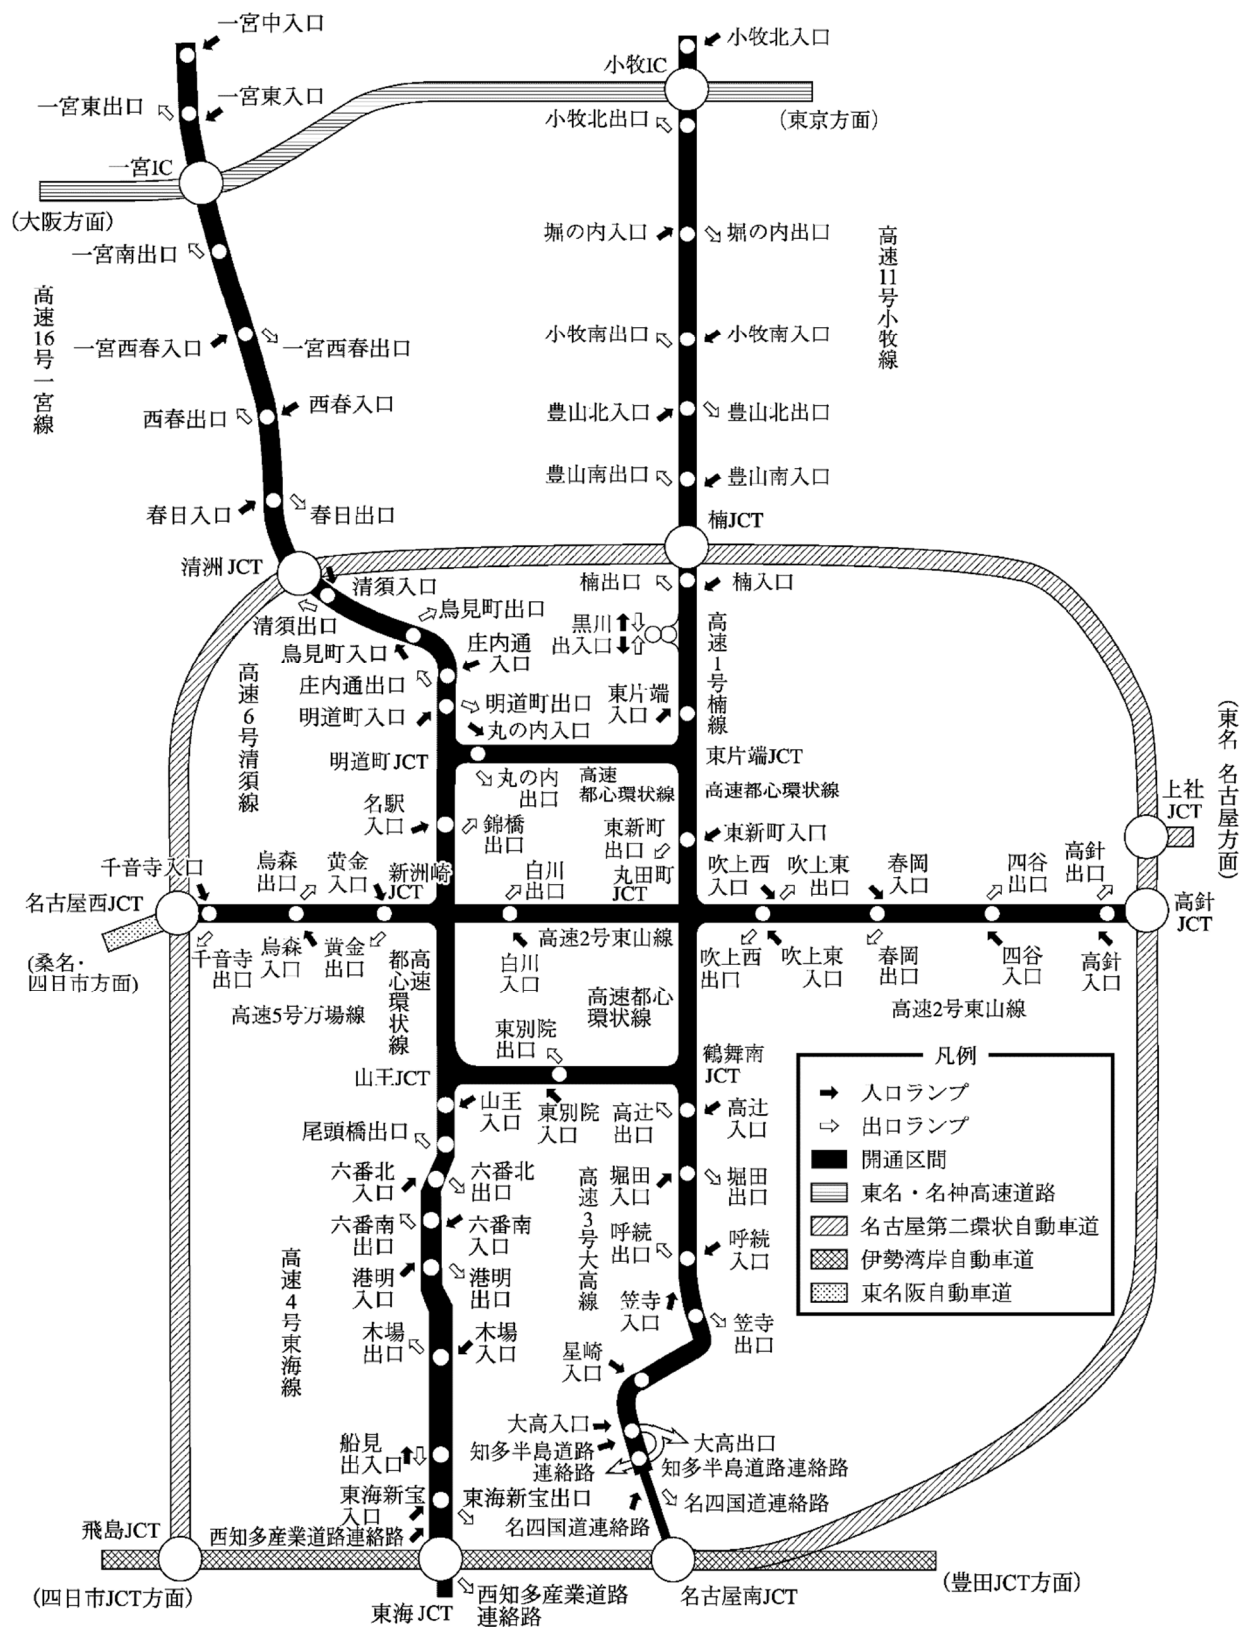 一宮中入口
小牧北入口
小牧IC
一宮東出口
一宮東入口
小牧北出口
(東京方面)
一宮IC
(大阪方面)
堀の内入口
堀の内出口
一宮南出口
高速11号小牧線
高速16号一宮線
小牧南出口
小牧南入口
一宮西春入口
一宮西春出口
西春出口
西春入口
豊山北入口
豊山北出口
豊山南出口
豊山南入口
春日入口
春日出口
楠JCT
清洲JCT
清須入口
楠出口
楠入口
清須出口
鳥見町出口
黒川
出入口
高速1号楠線
鳥見町入口
庄内通
入口
庄内通出口
高速6号清須線
明道町入口
明道町出口
東片端
入口
丸の内入口
明道町JCT
東片端JCT
丸の内
出口
高速
都心環状線
高速都心環状線
(東名 名古屋方面)
上社
JCT
名駅
入口
錦橋
出口
東新町
出口
東新町入口
千音寺入口
烏森
出口
黄金
入口
新洲崎
JCT
白川
出口
丸田町
JCT
吹上西
入口
吹上東
出口
春岡
入口
四谷
出口
高針
出口
名古屋西JCT
高針
JCT
(桑名・
四日市方面)
千音寺
出口
烏森
入口
黄金
出口
高速
都心環状線
高速2号東山線
白川
入口
吹上西
出口
吹上東
入口
春岡
出口
四谷
入口
高針
入口
高速5号万場線
高速都心
環状線
高速2号東山線
東別院
出口
山王JCT
鶴舞南
JCT
山王
入口
東別院
入口
高辻
出口
高辻
入口
尾頭橋出口
六番北
入口
六番北
出口
高速3号大高線
堀田
入口
堀田
出口
六番南
出口
六番南
入口
呼続
出口
呼続
入口
高速4号東海線
港明
入口
港明
出口
笠寺
入口
笠寺
出口
木場
出口
木場
入口
星崎
入口
大高入口
大高出口
船見
出入口
知多半島道路
連絡路
知多半島道路連絡路
東海新宝
入口
東海新宝出口
名四国道連絡路
名四国道連絡路
飛島JCT
西知多産業道路連絡路
(四日市JCT方面)
東海JCT
西知多産業道路
連絡路
名古屋南JCT
(豊田JCT方面)
凡例
入口ランプ
出口ランプ
開通区間
東名・名神高速道路
名古屋第二環状自動車道
伊勢湾岸自動車道
東名阪自動車道